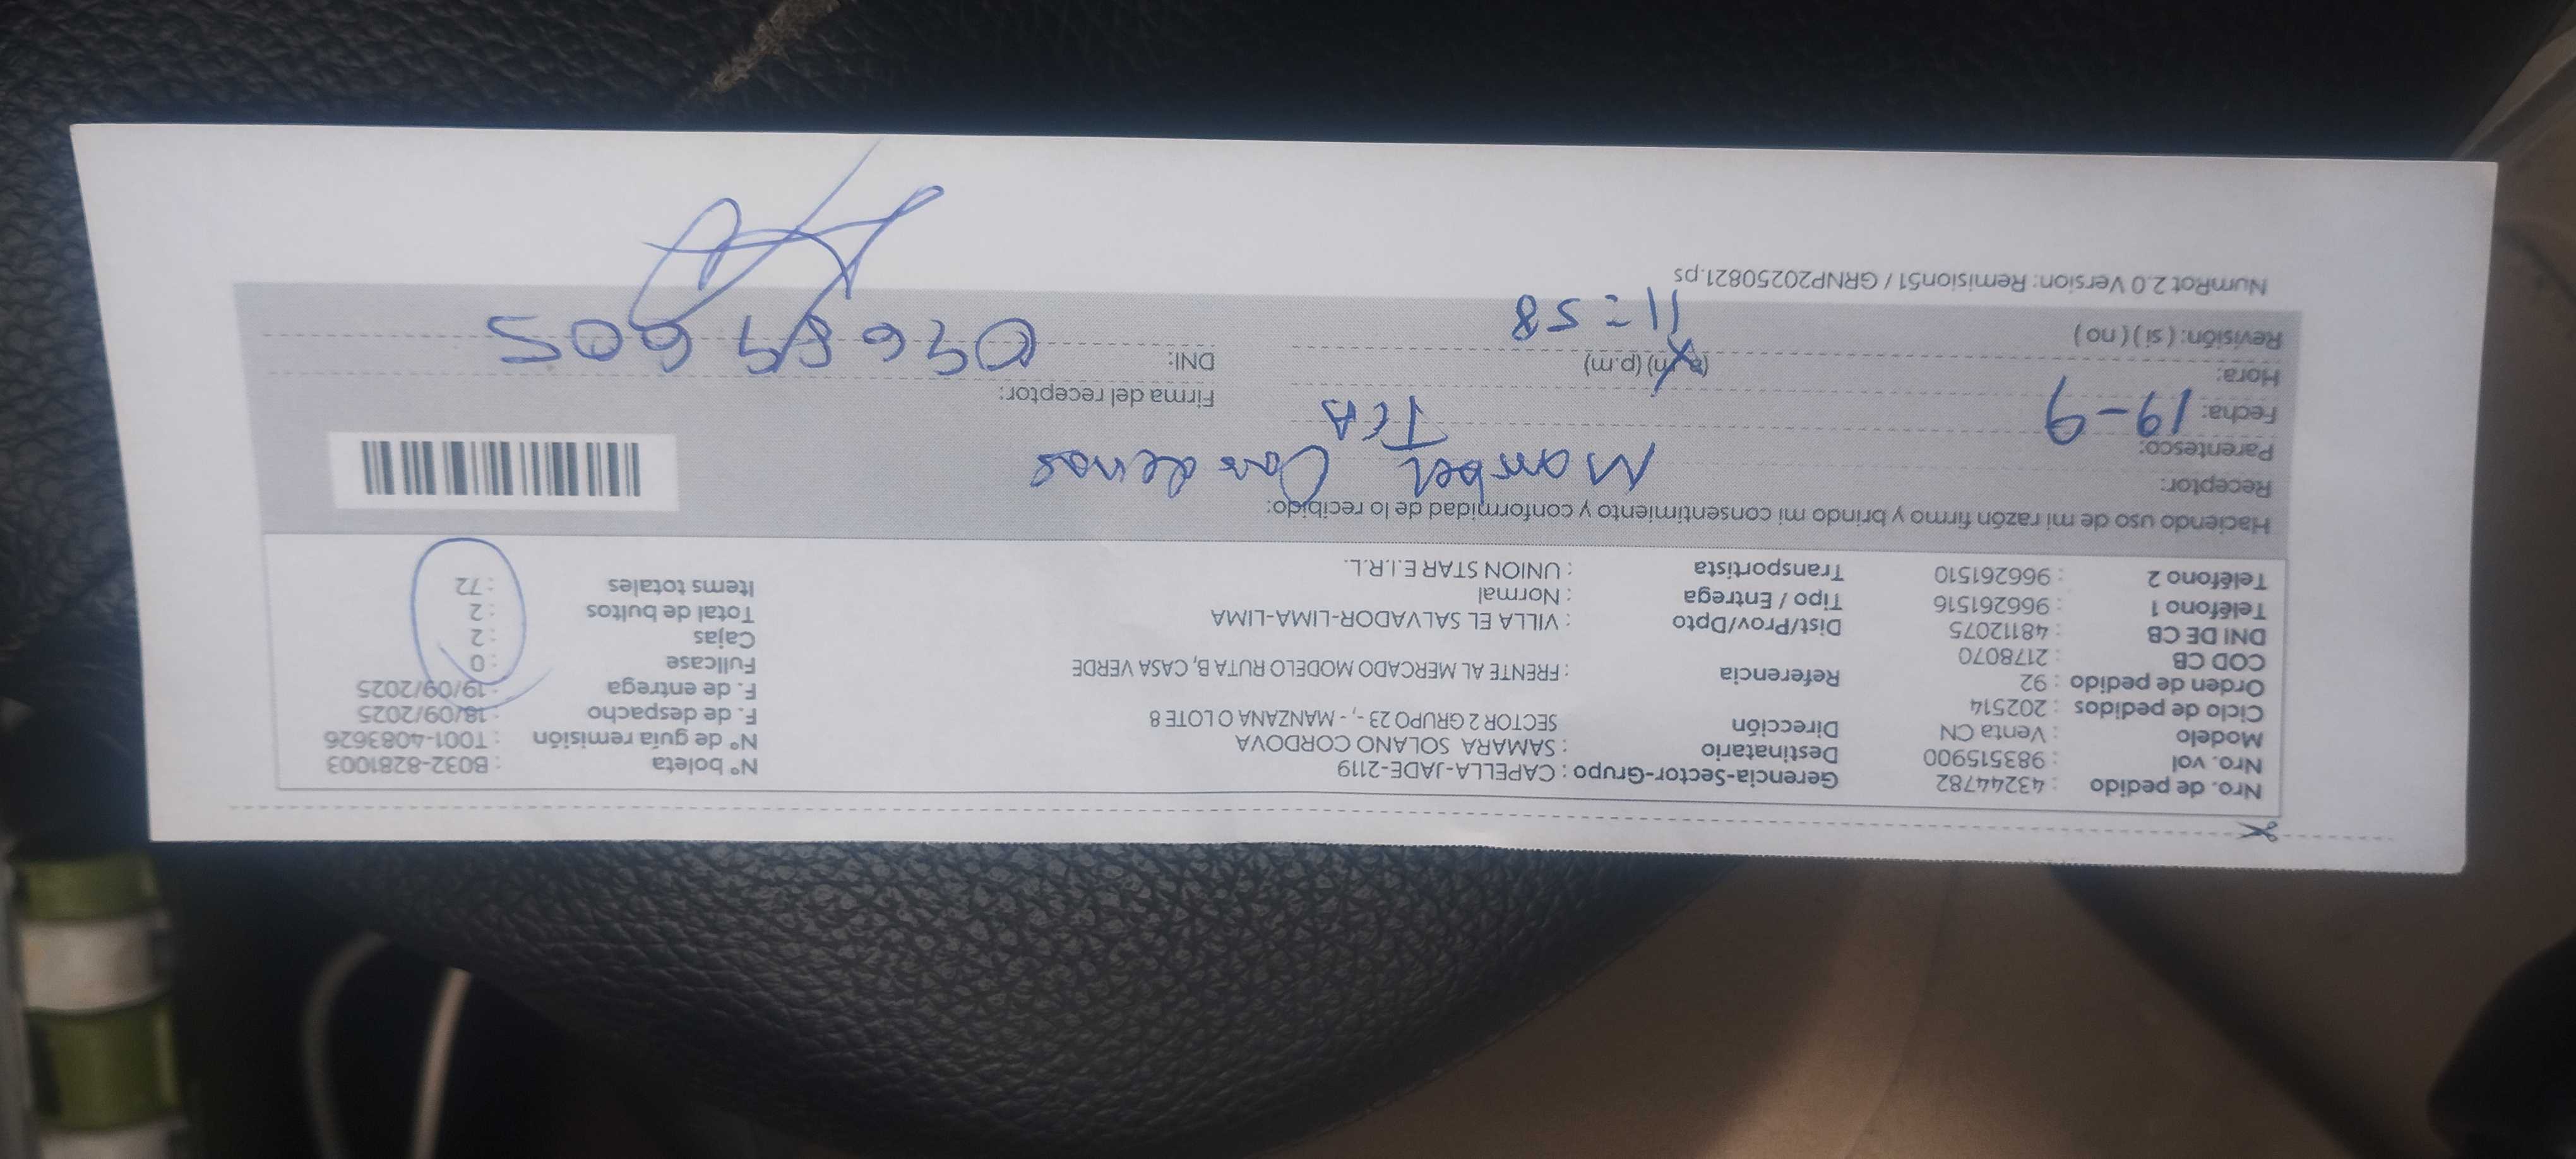 Nro. de pedido : 43244782 Gerencia-Sector-Grupo : CAPELLA-JADE-2119 N° boleta : B032-8281003
Nro. vol : 983515900 Destinatario : SAMARA SOLANO CORDOVA N° de guía remisión : T001-4083626
Modelo : Venta CN Dirección SECTOR 2 GRUPO 23 -, - MANZANA O LOTE 8 F. de despacho : 18/09/2025
Ciclo de pedidos : 202514 F. de entrega : 19/09/2025
Orden de pedido : 92 Referencia : FRENTE AL MERCADO MODELO RUTA B, CASA VERDE Fullcase : 0
COD CB : 2178070 Cajas : 2
DNI DE CB : 48112075 Dist/Prov/Dpto : VILLA EL SALVADOR-LIMA-LIMA Total de bultos : 2
Teléfono 1 : 966261516 Tipo / Entrega : Normal Items totales : 72
Teléfono 2 : 966261510 Transportista : UNION STAR E.I.R.L.
Haciendo uso de mi razón firmo y brindo mi consentimiento y conformidad de lo recibido:
Receptor:
Parentesco: TCA
Fecha: 19-9 Firma del receptor:
Hora: 11=58 (p.m) DNI:
Revisión: ( si ) ( no )
NumRot 2.0 Version: Remision51 / GRNP20250821.ps